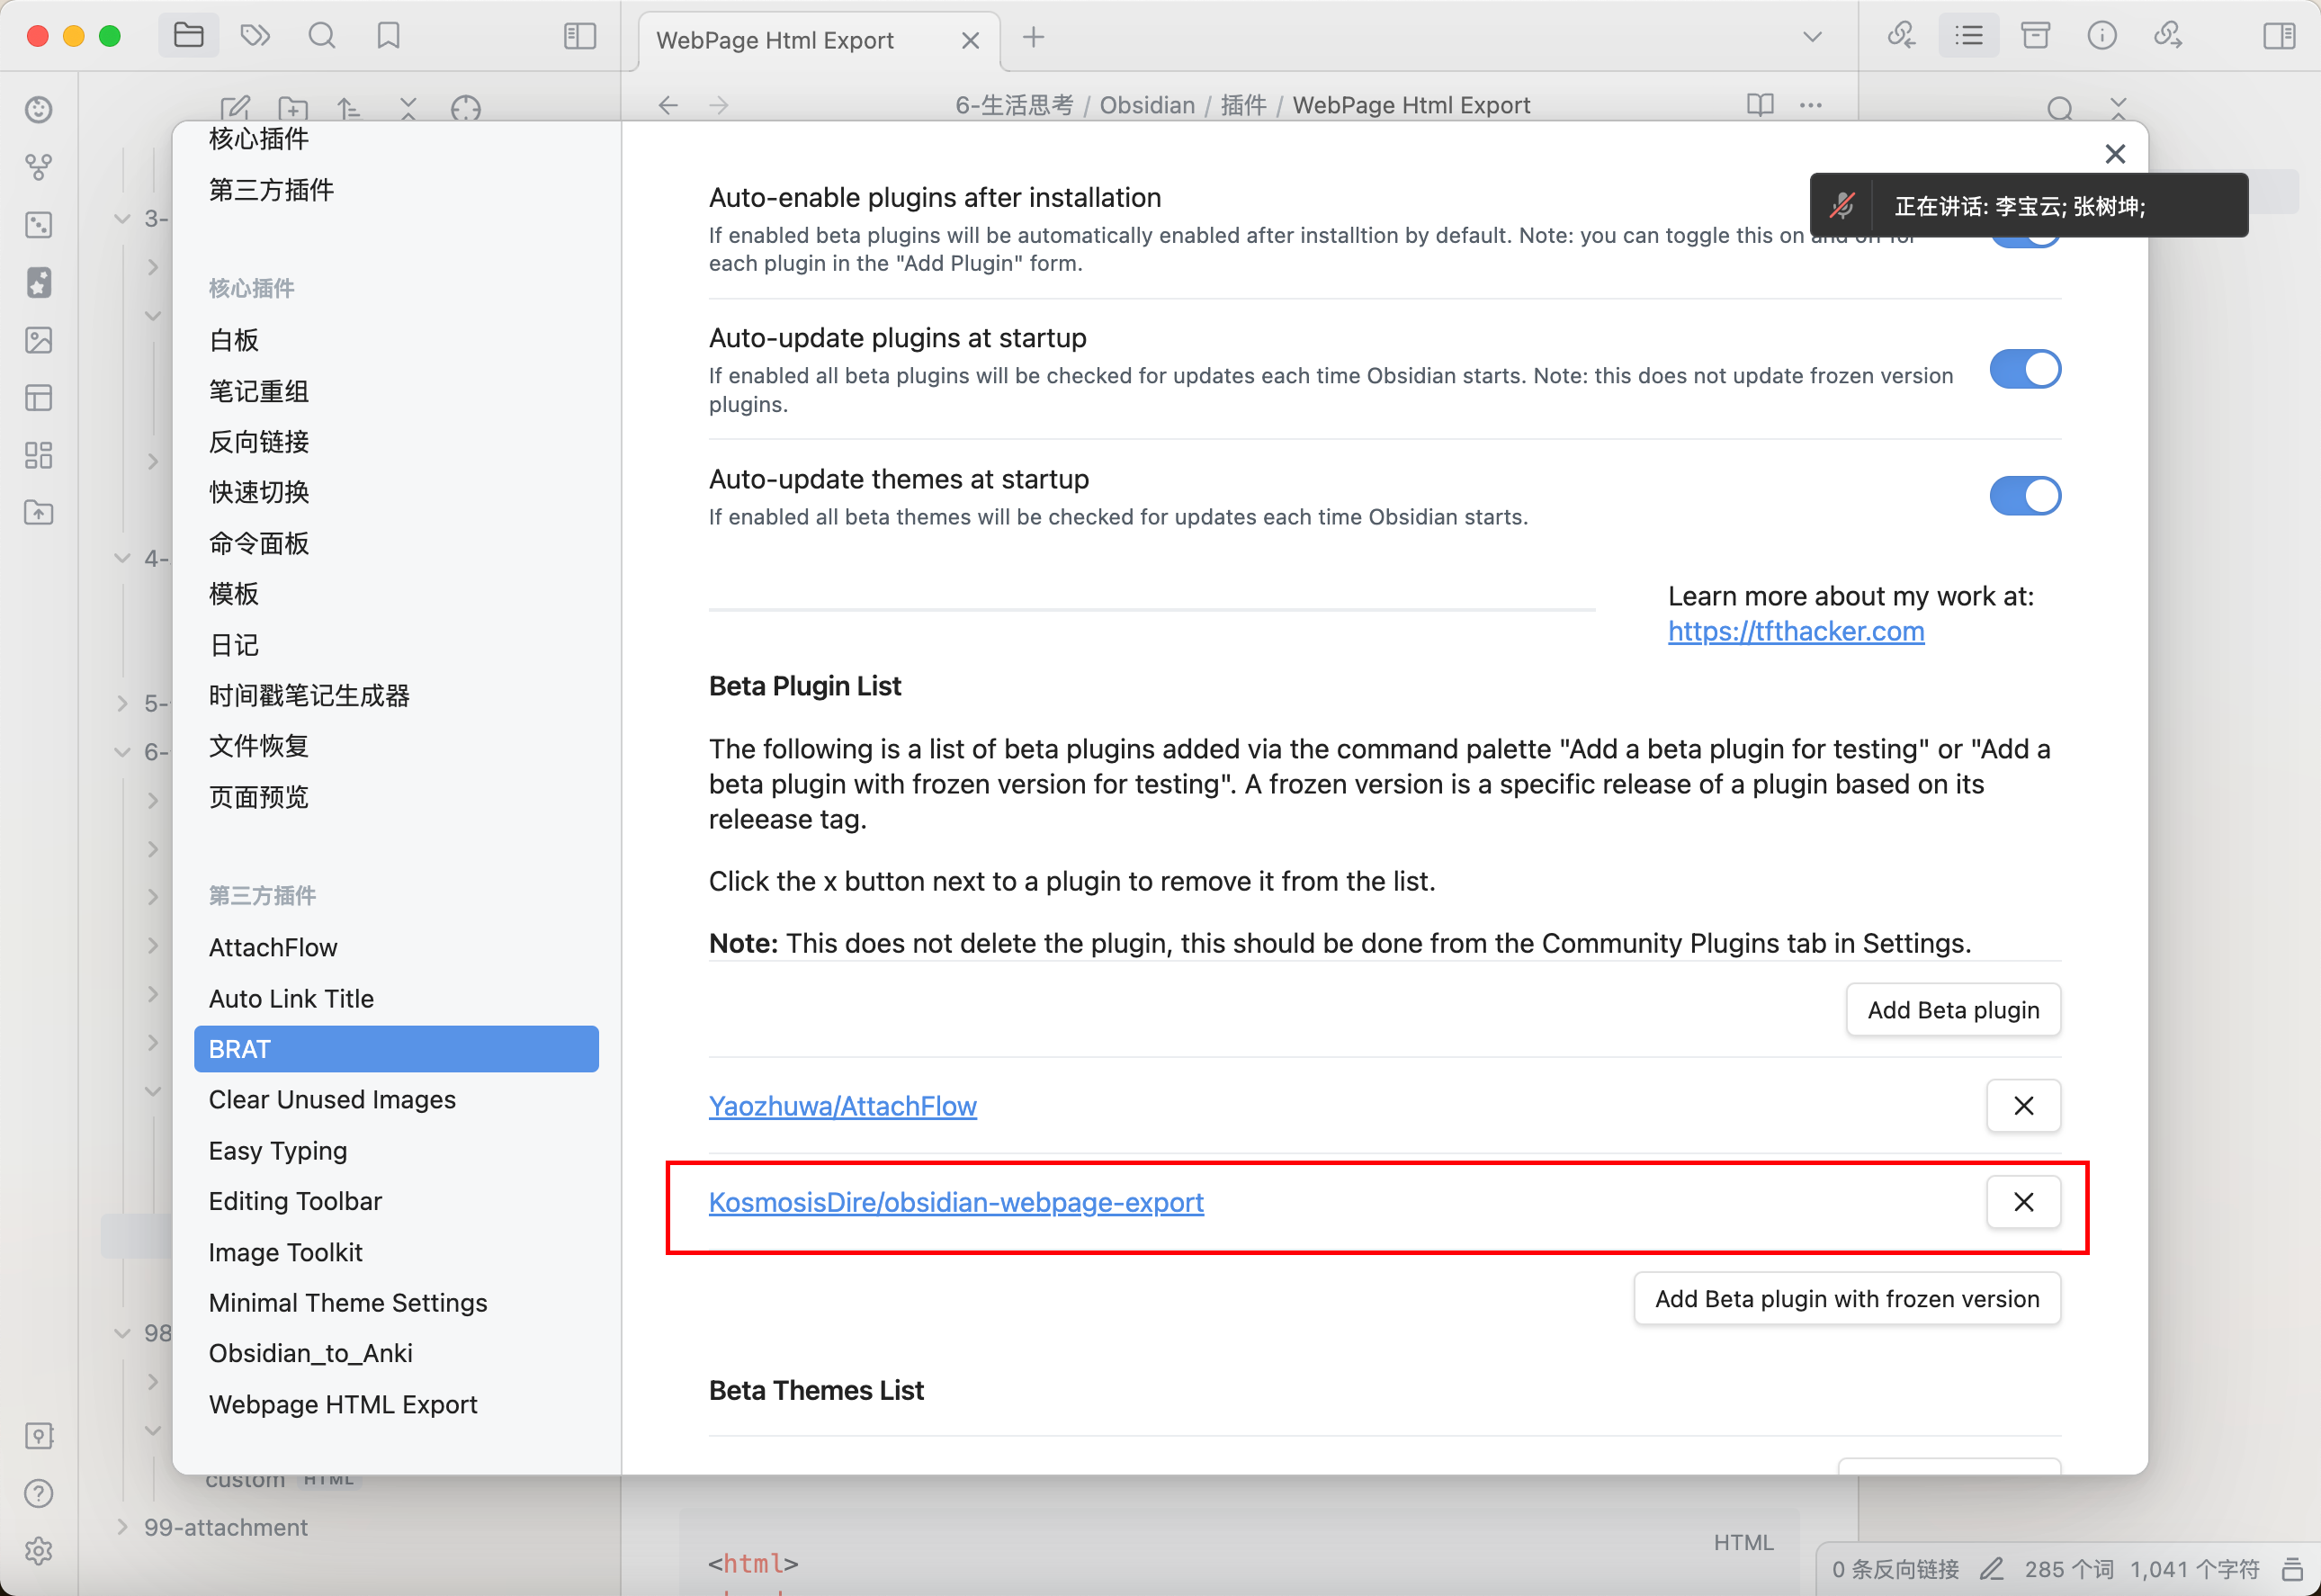 WebPage Html Export
6-生活思考 / Obsidian / 插件 / WebPage Html Export
核心插件
第三方插件
3-
核心插件
白板
笔记重组
反向链接
快速切换
命令面板
4-
模板
日记
时间戳笔记生成器
5-
文件恢复
6-
页面预览
第三方插件
AttachFlow
Auto Link Title
BRAT
Clear Unused Images
Easy Typing
Editing Toolbar
Image Toolkit
Minimal Theme Settings
98
Obsidian_to_Anki
Webpage HTML Export
custom HTML
99-attachment
正在讲话: 李宝云; 张树坤;
Auto-enable plugins after installation
If enabled beta plugins will be automatically enabled after installtion by default. Note: you can toggle this on and off for
each plugin in the "Add Plugin" form.
Auto-update plugins at startup
If enabled all beta plugins will be checked for updates each time Obsidian starts. Note: this does not update frozen version
plugins.
Auto-update themes at startup
If enabled all beta themes will be checked for updates each time Obsidian starts.
Learn more about my work at:
https://tfthacker.com
Beta Plugin List
The following is a list of beta plugins added via the command palette "Add a beta plugin for testing" or "Add a
beta plugin with frozen version for testing". A frozen version is a specific release of a plugin based on its
releease tag.
Click the x button next to a plugin to remove it from the list.
Note: This does not delete the plugin, this should be done from the Community Plugins tab in Settings.
Add Beta plugin
Yaozhuwa/AttachFlow
KosmosisDire/obsidian-webpage-export
Add Beta plugin with frozen version
Beta Themes List
HTML
<html>
0 条反向链接 285 个词 1,041 个字符